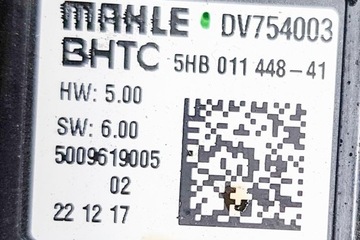 MAHLE DV754003
BHTC 5HB 011 448-41
HW: 5.00
SW: 6.00
5009619005
02
22 12 17